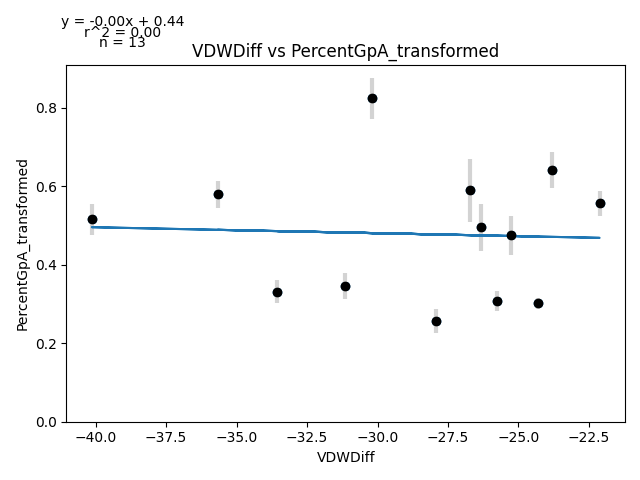 y = -0.00x + 0.44
r^2 = 0.00
n = 13
VDWDiff vs PercentGpA_transformed
0.8
0.6
0.4
0.2
0.0
PercentGpA_transformed
−40.0 −37.5 −35.0 −32.5 −30.0 −27.5 −25.0 −22.5
VDWDiff